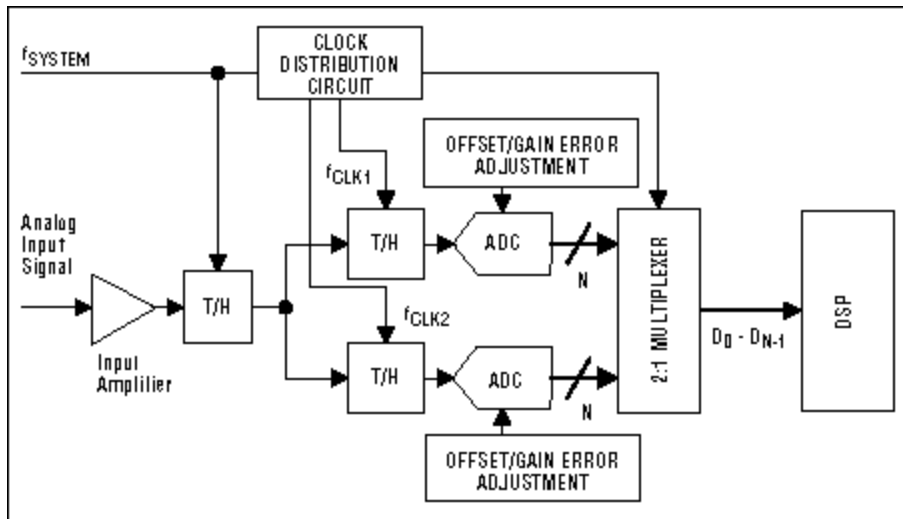 fSYSTEM
CLOCK
DISTRIBUTION
CIRCUIT
OFFSET/GAIN ERROR
ADJUSTMENT
fCLK1
Analog
Input
Signal
T/H
ADC
N
T/H
Input
Amplilier
fCLK2
T/H
ADC
N
2:1 MULTIPLEXER
D0 - DN-1
DSP
OFFSET/GAIN ERROR
ADJUSTMENT